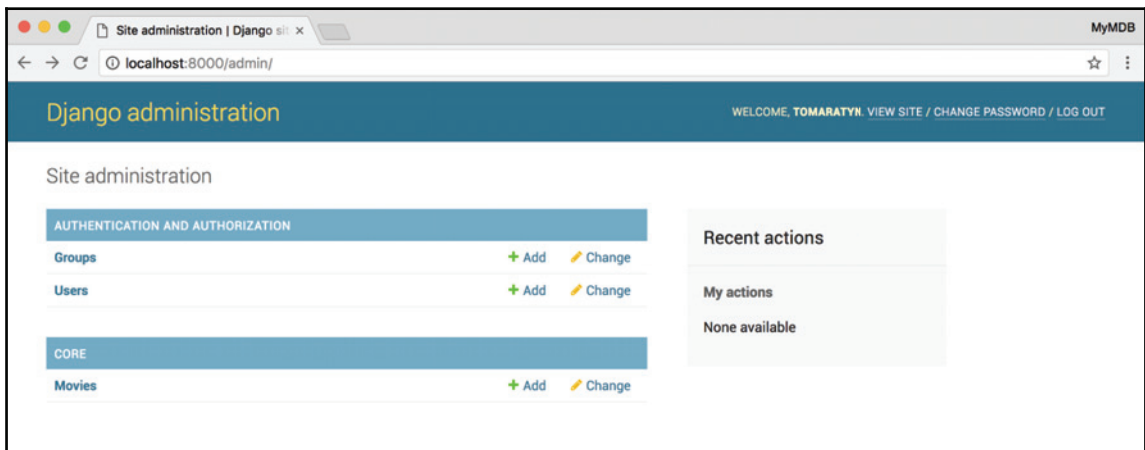 Site administration | Django sit
MyMDB
localhost:8000/admin/
Django administration
WELCOME, TOMARATYN. VIEW SITE / CHANGE PASSWORD / LOG OUT
Site administration
AUTHENTICATION AND AUTHORIZATION
Groups + Add Change
Users + Add Change
CORE
Movies + Add Change
Recent actions
My actions
None available